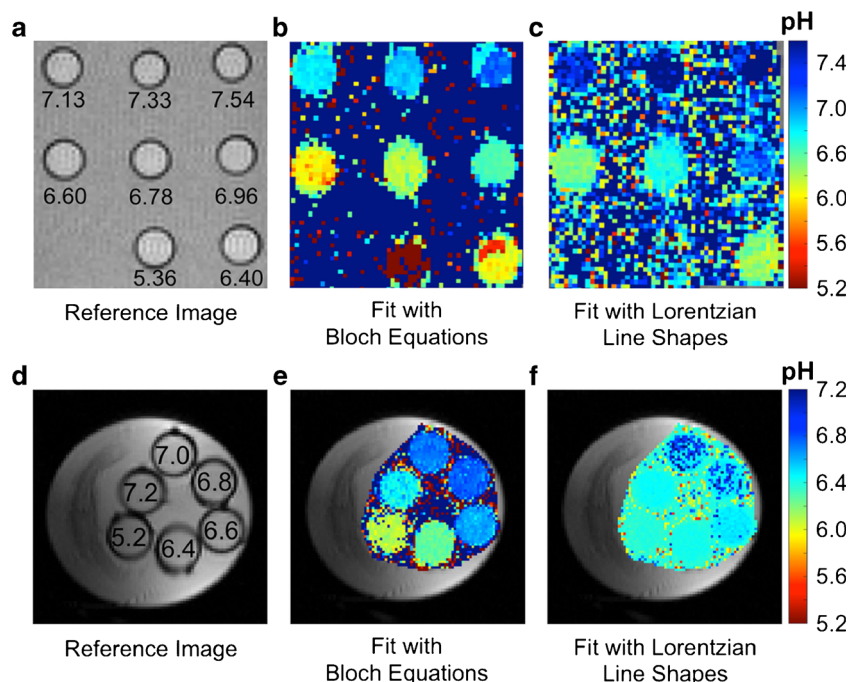 a
b
c
pH
7.13 7.33 7.54
6.60 6.78 6.96
5.36 6.40
7.4
7.0
6.6
6.0
5.6
5.2
Reference Image
Fit with
Bloch Equations
Fit with Lorentzian
Line Shapes
d
e
f
pH
7.0
6.8
7.2
6.6
5.2
6.4
7.2
6.8
6.4
6.0
5.6
5.2
Reference Image
Fit with
Bloch Equations
Fit with Lorentzian
Line Shapes